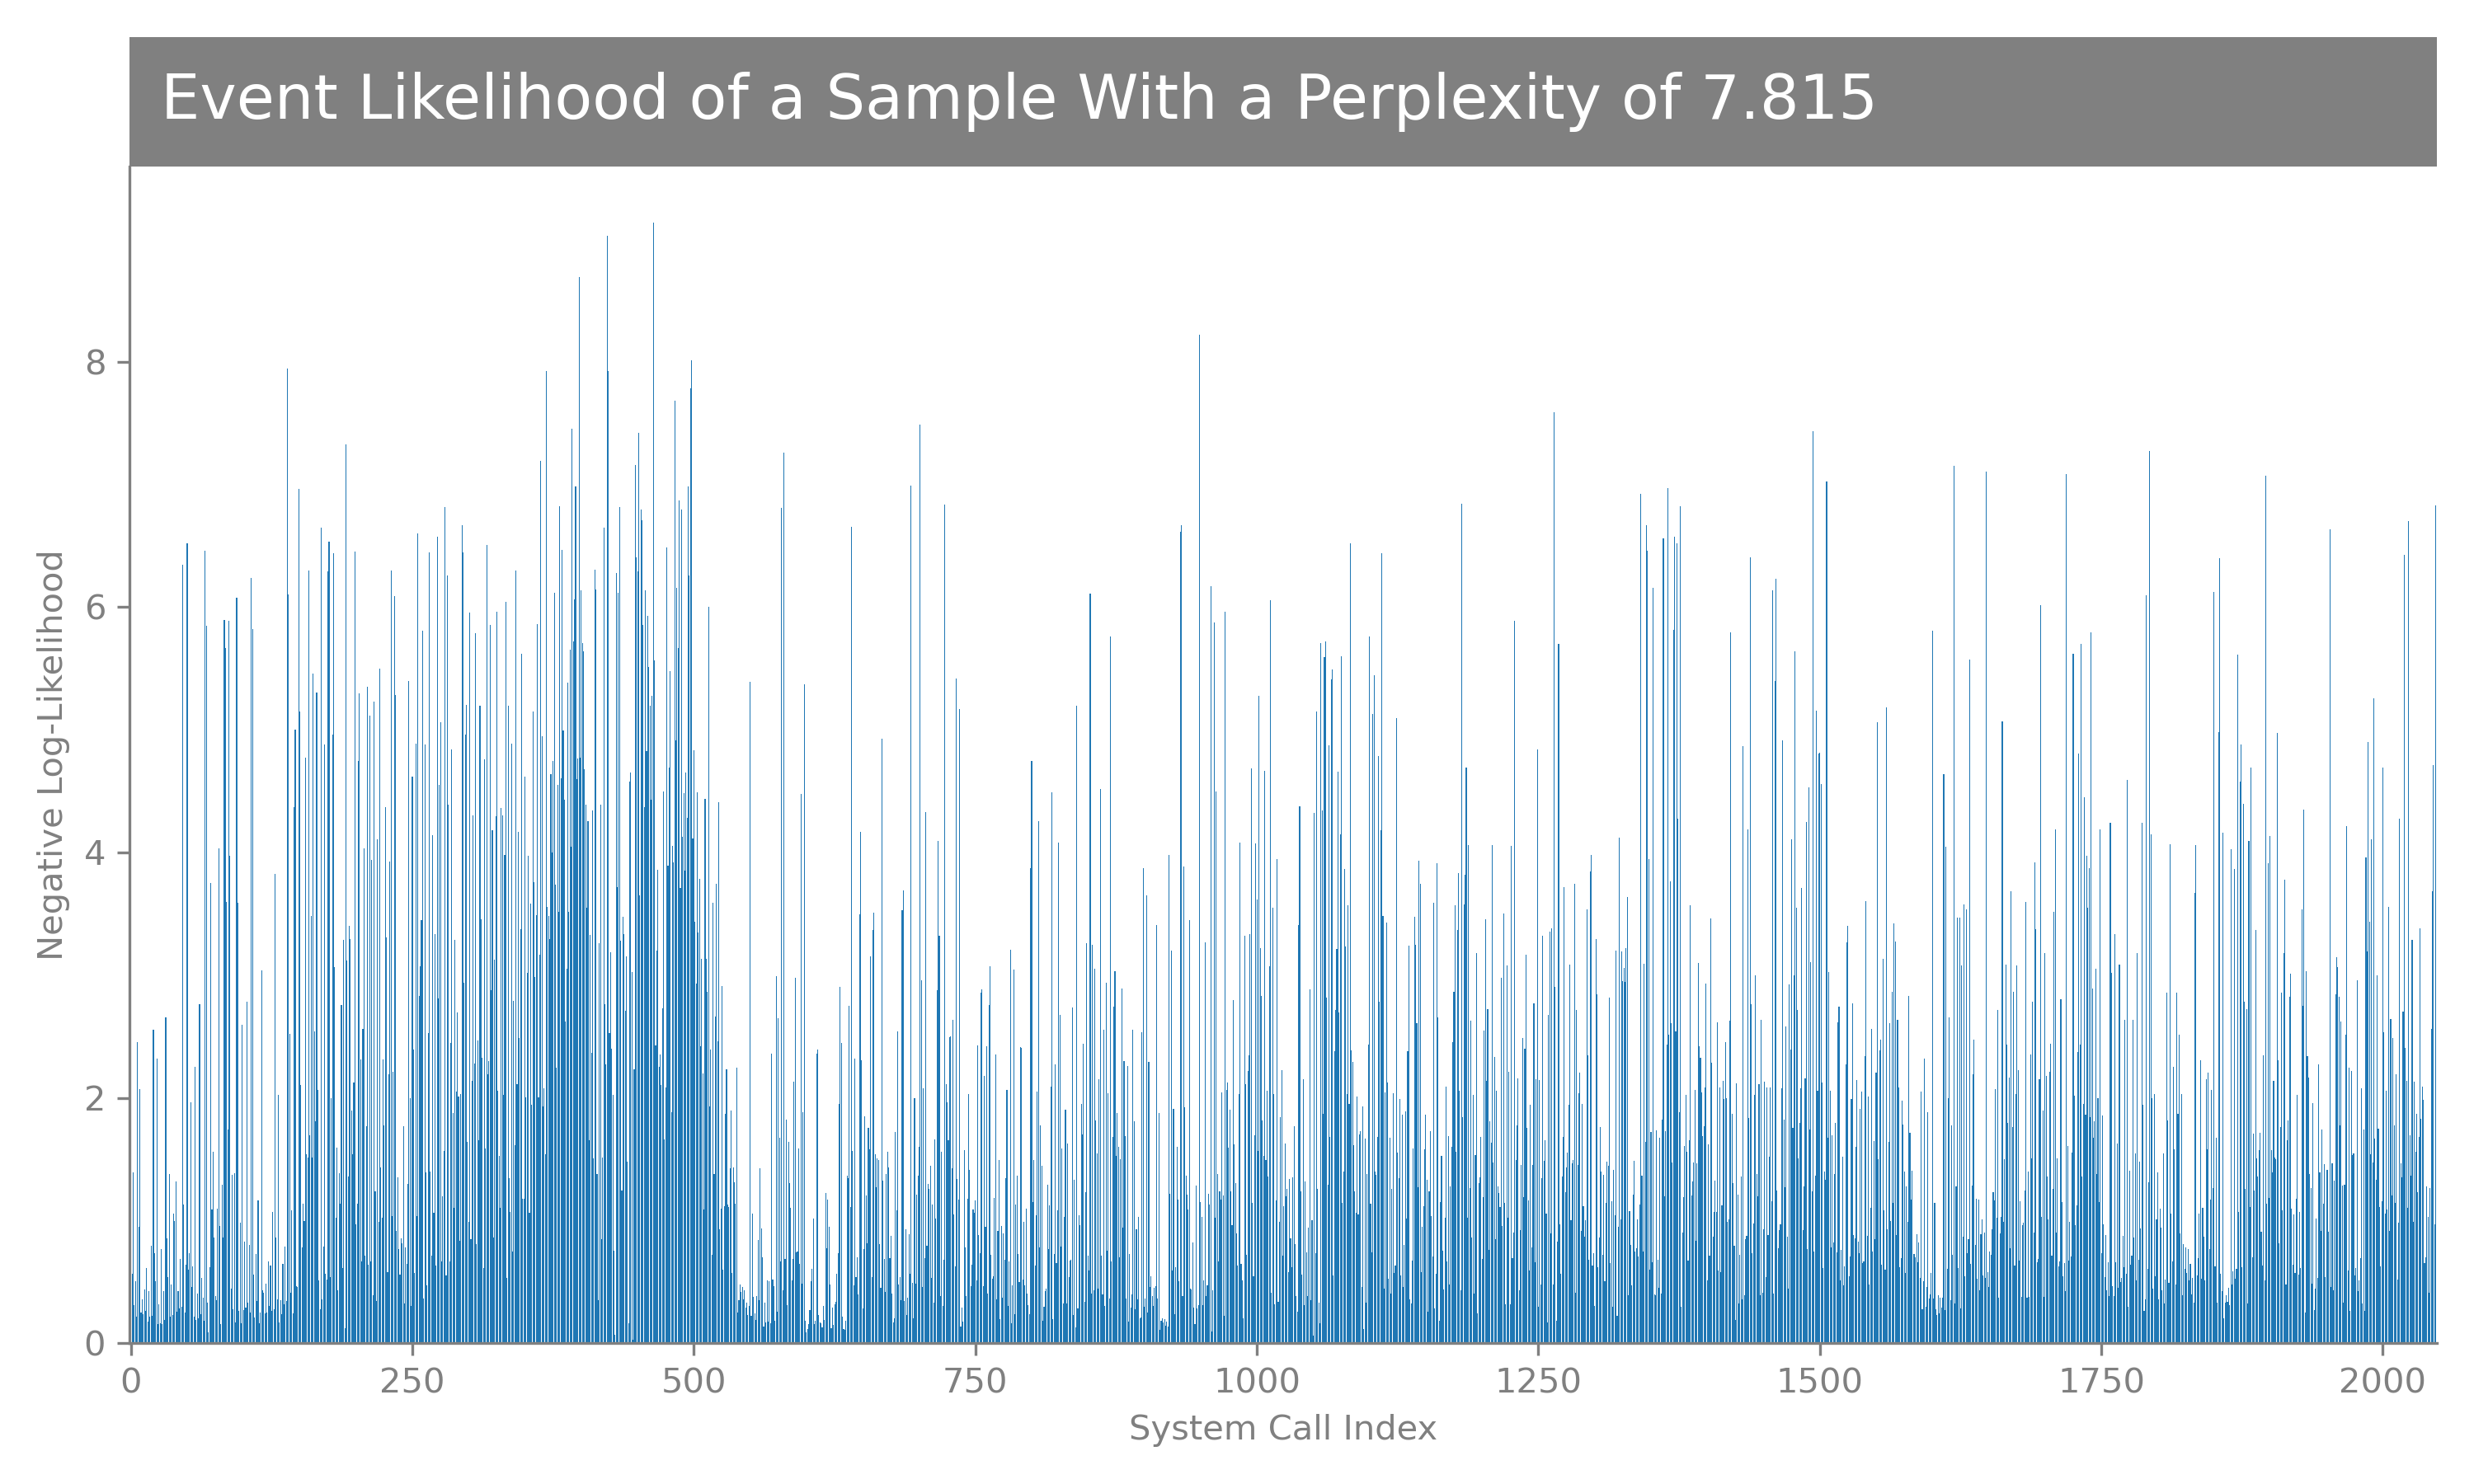 Event Likelihood of a Sample With a Perplexity of 7.815
8
6
4
2
0
Negative Log-Likelihood
0 250 500 750 1000 1250 1500 1750 2000
System Call Index